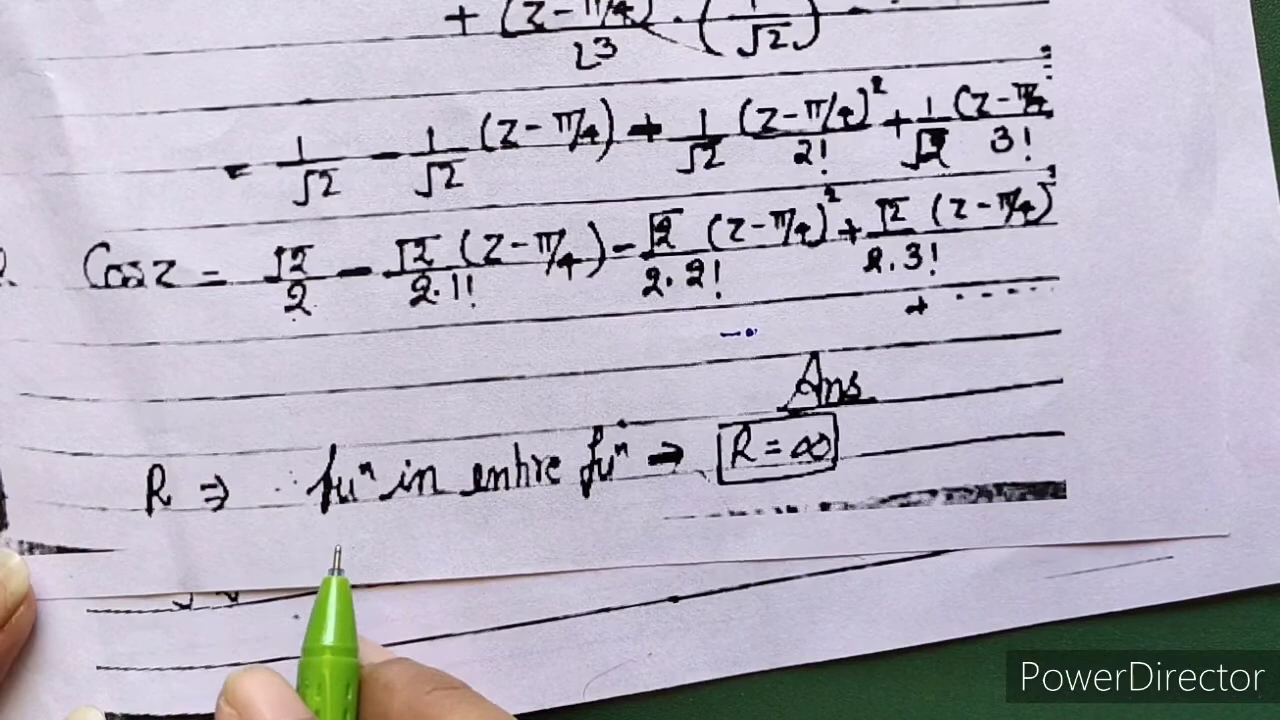 + (z-π/4) . (1/√2) -
= 1/√2 - 1/√2 (z-π/4) + 1/√2 (z-π/4)² / 2! + 1/√2 (z-π/4 / 3!
Cosz = √2/2 - √2/2.1! (z-π/4) - √2/2.2! (z-π/4)² + √2/2.3! (z-π/4)³
+ .....
Ans
R ⇒ ∴ fuⁿ in entire fuⁿ ⇒ R = ∞
PowerDirector